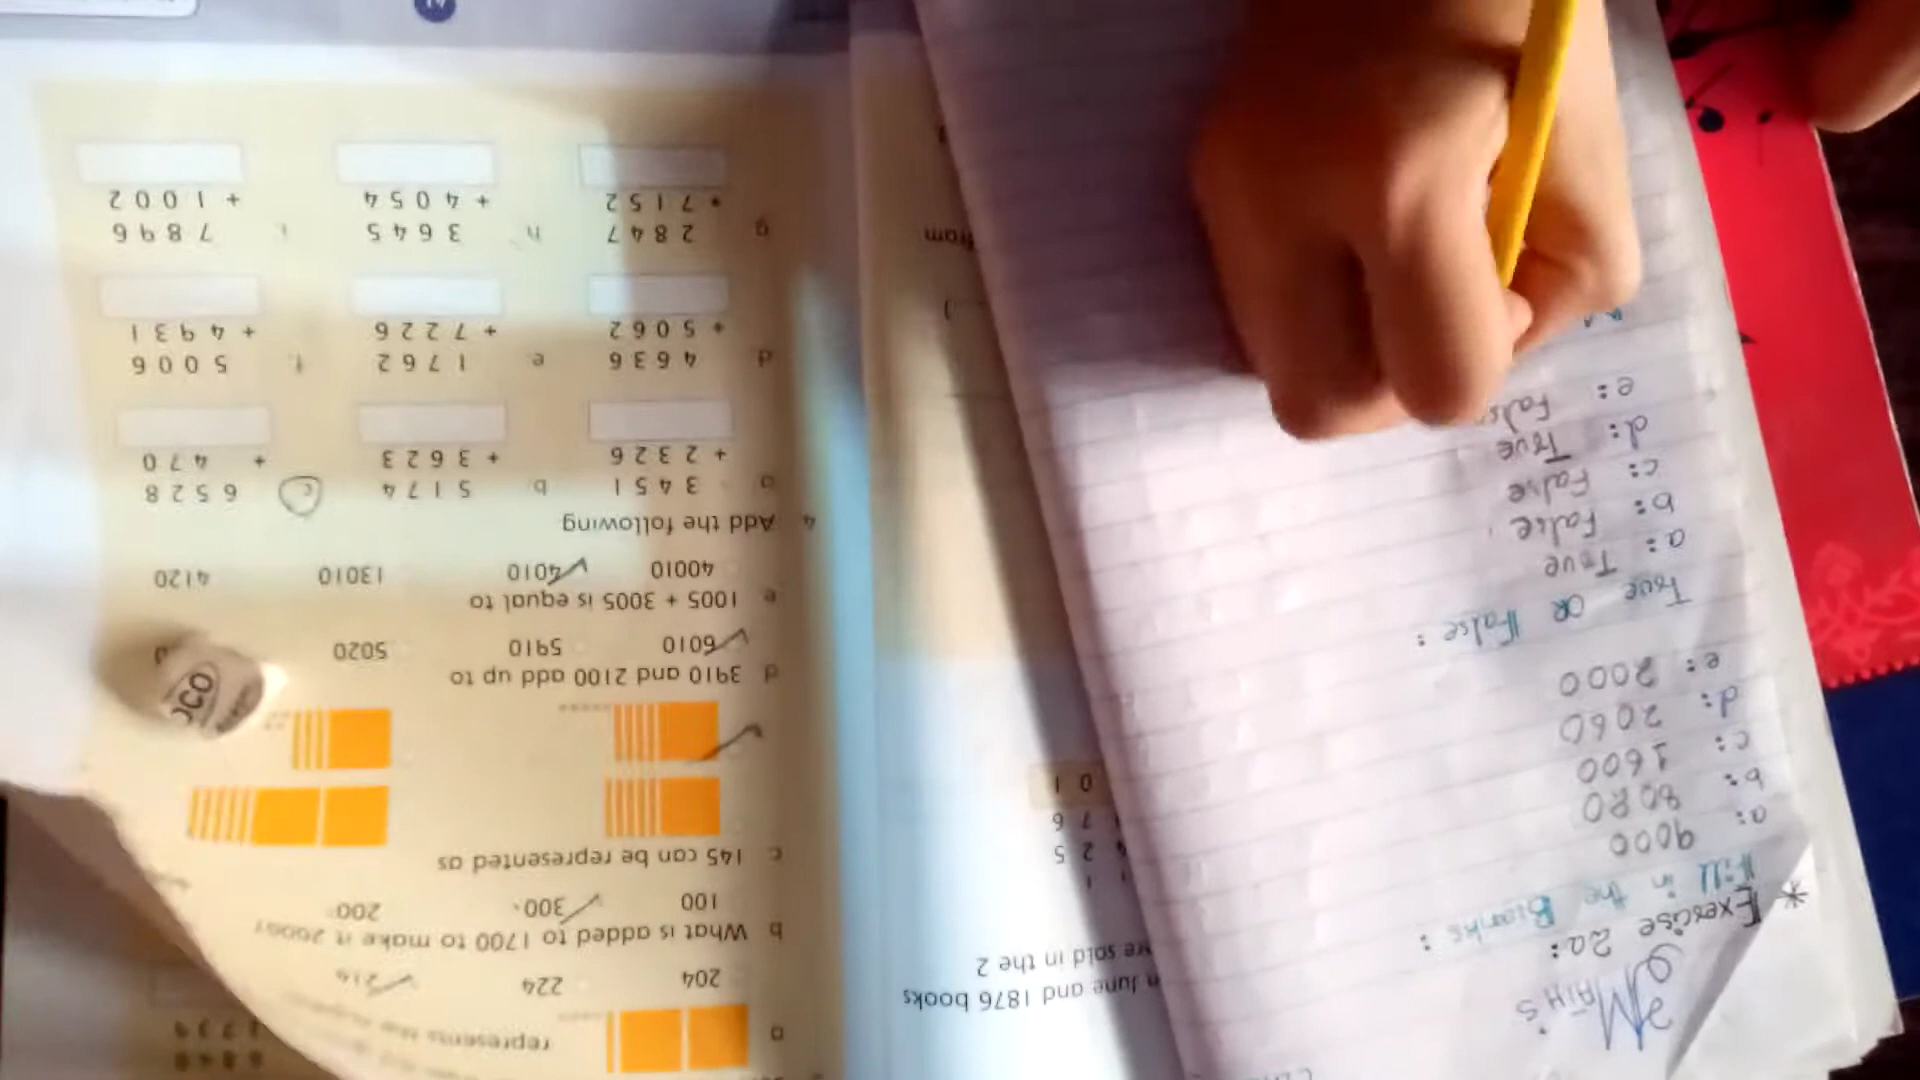 represents the
204 224 216
b What is added to 1700 to make it 2000?
100 300 200
c 145 can be represented as
d 3910 and 2100 add up to
6010 5910 5020
e 1005 + 3005 is equal to
40010 4010 13010 4120
4 Add the following
a 3451 b 5174 c 6528
+ 2326 + 3623 + 470
d 4636 e 1762 f 5006
+ 5062 + 7226 + 4931
g 2847 h 3645 i 7896
+ 7152 + 4054 + 1002
June and 1876 books
sold in the 2
from
MATH'S
* Exercise 2a:
Fill in the Blanks:
a: 9000
b: 8020
c: 1600
d: 2060
e: 2000
True OR False:
a: True
b: False
c: False
d: True
e: False